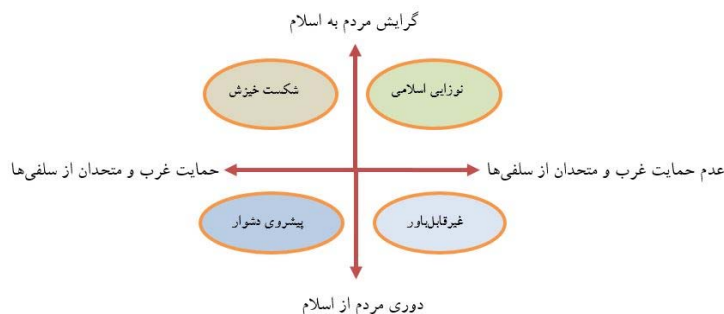 گرایش مردم به اسلام
نوزایی اسلامی
شکست خیزش
عدم حمایت غرب و متحدان از سلفی‌ها
حمایت غرب و متحدان از سلفی‌ها
غیرقابل‌باور
پیشروی دشوار
دوری مردم از اسلام